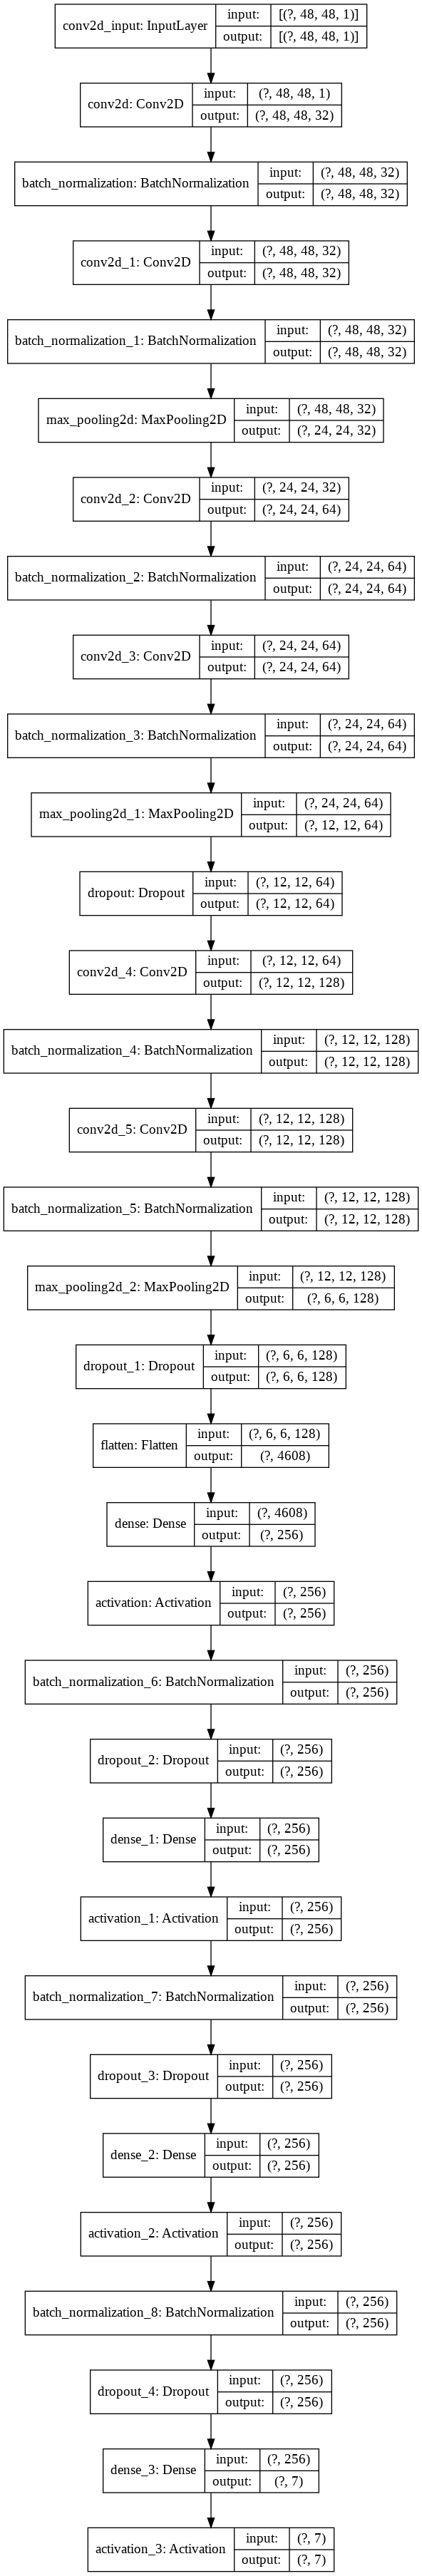 conv2d_input: InputLayer input: [(?, 48, 48, 1)]
output: [(?, 48, 48, 1)]
conv2d: Conv2D input: (?, 48, 48, 1)
output: (?, 48, 48, 32)
batch_normalization: BatchNormalization input: (?, 48, 48, 32)
output: (?, 48, 48, 32)
conv2d_1: Conv2D input: (?, 48, 48, 32)
output: (?, 48, 48, 32)
batch_normalization_1: BatchNormalization input: (?, 48, 48, 32)
output: (?, 48, 48, 32)
max_pooling2d: MaxPooling2D input: (?, 48, 48, 32)
output: (?, 24, 24, 32)
conv2d_2: Conv2D input: (?, 24, 24, 32)
output: (?, 24, 24, 64)
batch_normalization_2: BatchNormalization input: (?, 24, 24, 64)
output: (?, 24, 24, 64)
conv2d_3: Conv2D input: (?, 24, 24, 64)
output: (?, 24, 24, 64)
batch_normalization_3: BatchNormalization input: (?, 24, 24, 64)
output: (?, 24, 24, 64)
max_pooling2d_1: MaxPooling2D input: (?, 24, 24, 64)
output: (?, 12, 12, 64)
dropout: Dropout input: (?, 12, 12, 64)
output: (?, 12, 12, 64)
conv2d_4: Conv2D input: (?, 12, 12, 64)
output: (?, 12, 12, 128)
batch_normalization_4: BatchNormalization input: (?, 12, 12, 128)
output: (?, 12, 12, 128)
conv2d_5: Conv2D input: (?, 12, 12, 128)
output: (?, 12, 12, 128)
batch_normalization_5: BatchNormalization input: (?, 12, 12, 128)
output: (?, 12, 12, 128)
max_pooling2d_2: MaxPooling2D input: (?, 12, 12, 128)
output: (?, 6, 6, 128)
dropout_1: Dropout input: (?, 6, 6, 128)
output: (?, 6, 6, 128)
flatten: Flatten input: (?, 6, 6, 128)
output: (?, 4608)
dense: Dense input: (?, 4608)
output: (?, 256)
activation: Activation input: (?, 256)
output: (?, 256)
batch_normalization_6: BatchNormalization input: (?, 256)
output: (?, 256)
dropout_2: Dropout input: (?, 256)
output: (?, 256)
dense_1: Dense input: (?, 256)
output: (?, 256)
activation_1: Activation input: (?, 256)
output: (?, 256)
batch_normalization_7: BatchNormalization input: (?, 256)
output: (?, 256)
dropout_3: Dropout input: (?, 256)
output: (?, 256)
dense_2: Dense input: (?, 256)
output: (?, 256)
activation_2: Activation input: (?, 256)
output: (?, 256)
batch_normalization_8: BatchNormalization input: (?, 256)
output: (?, 256)
dropout_4: Dropout input: (?, 256)
output: (?, 256)
dense_3: Dense input: (?, 256)
output: (?, 7)
activation_3: Activation input: (?, 7)
output: (?, 7)